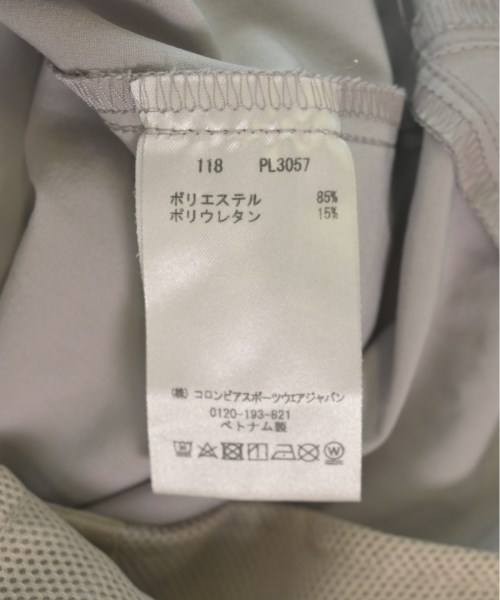 118 PL3057
ポリエステル 85%
ポリウレタン 15%
(株) コロンビアスポーツウエアジャパン
0120-193-821
ベトナム製